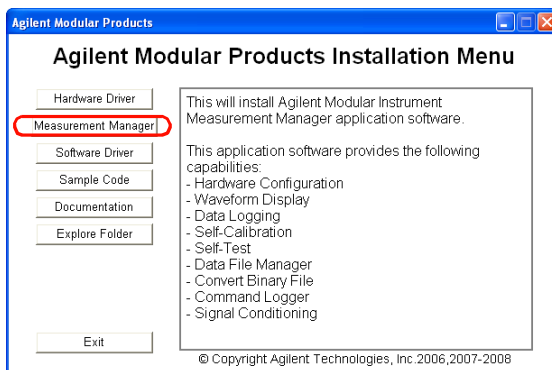 Agilent Modular Products
Agilent Modular Products Installation Menu
Hardware Driver
Measurement Manager
Software Driver
Sample Code
Documentation
Explore Folder
Exit
This will install Agilent Modular Instrument
Measurement Manager application software.
This application software provides the following
capabilities:
- Hardware Configuration
- Waveform Display
- Data Logging
- Self-Calibration
- Self-Test
- Data File Manager
- Convert Binary File
- Command Logger
- Signal Conditioning
© Copyright Agilent Technologies, Inc.2006,2007-2008